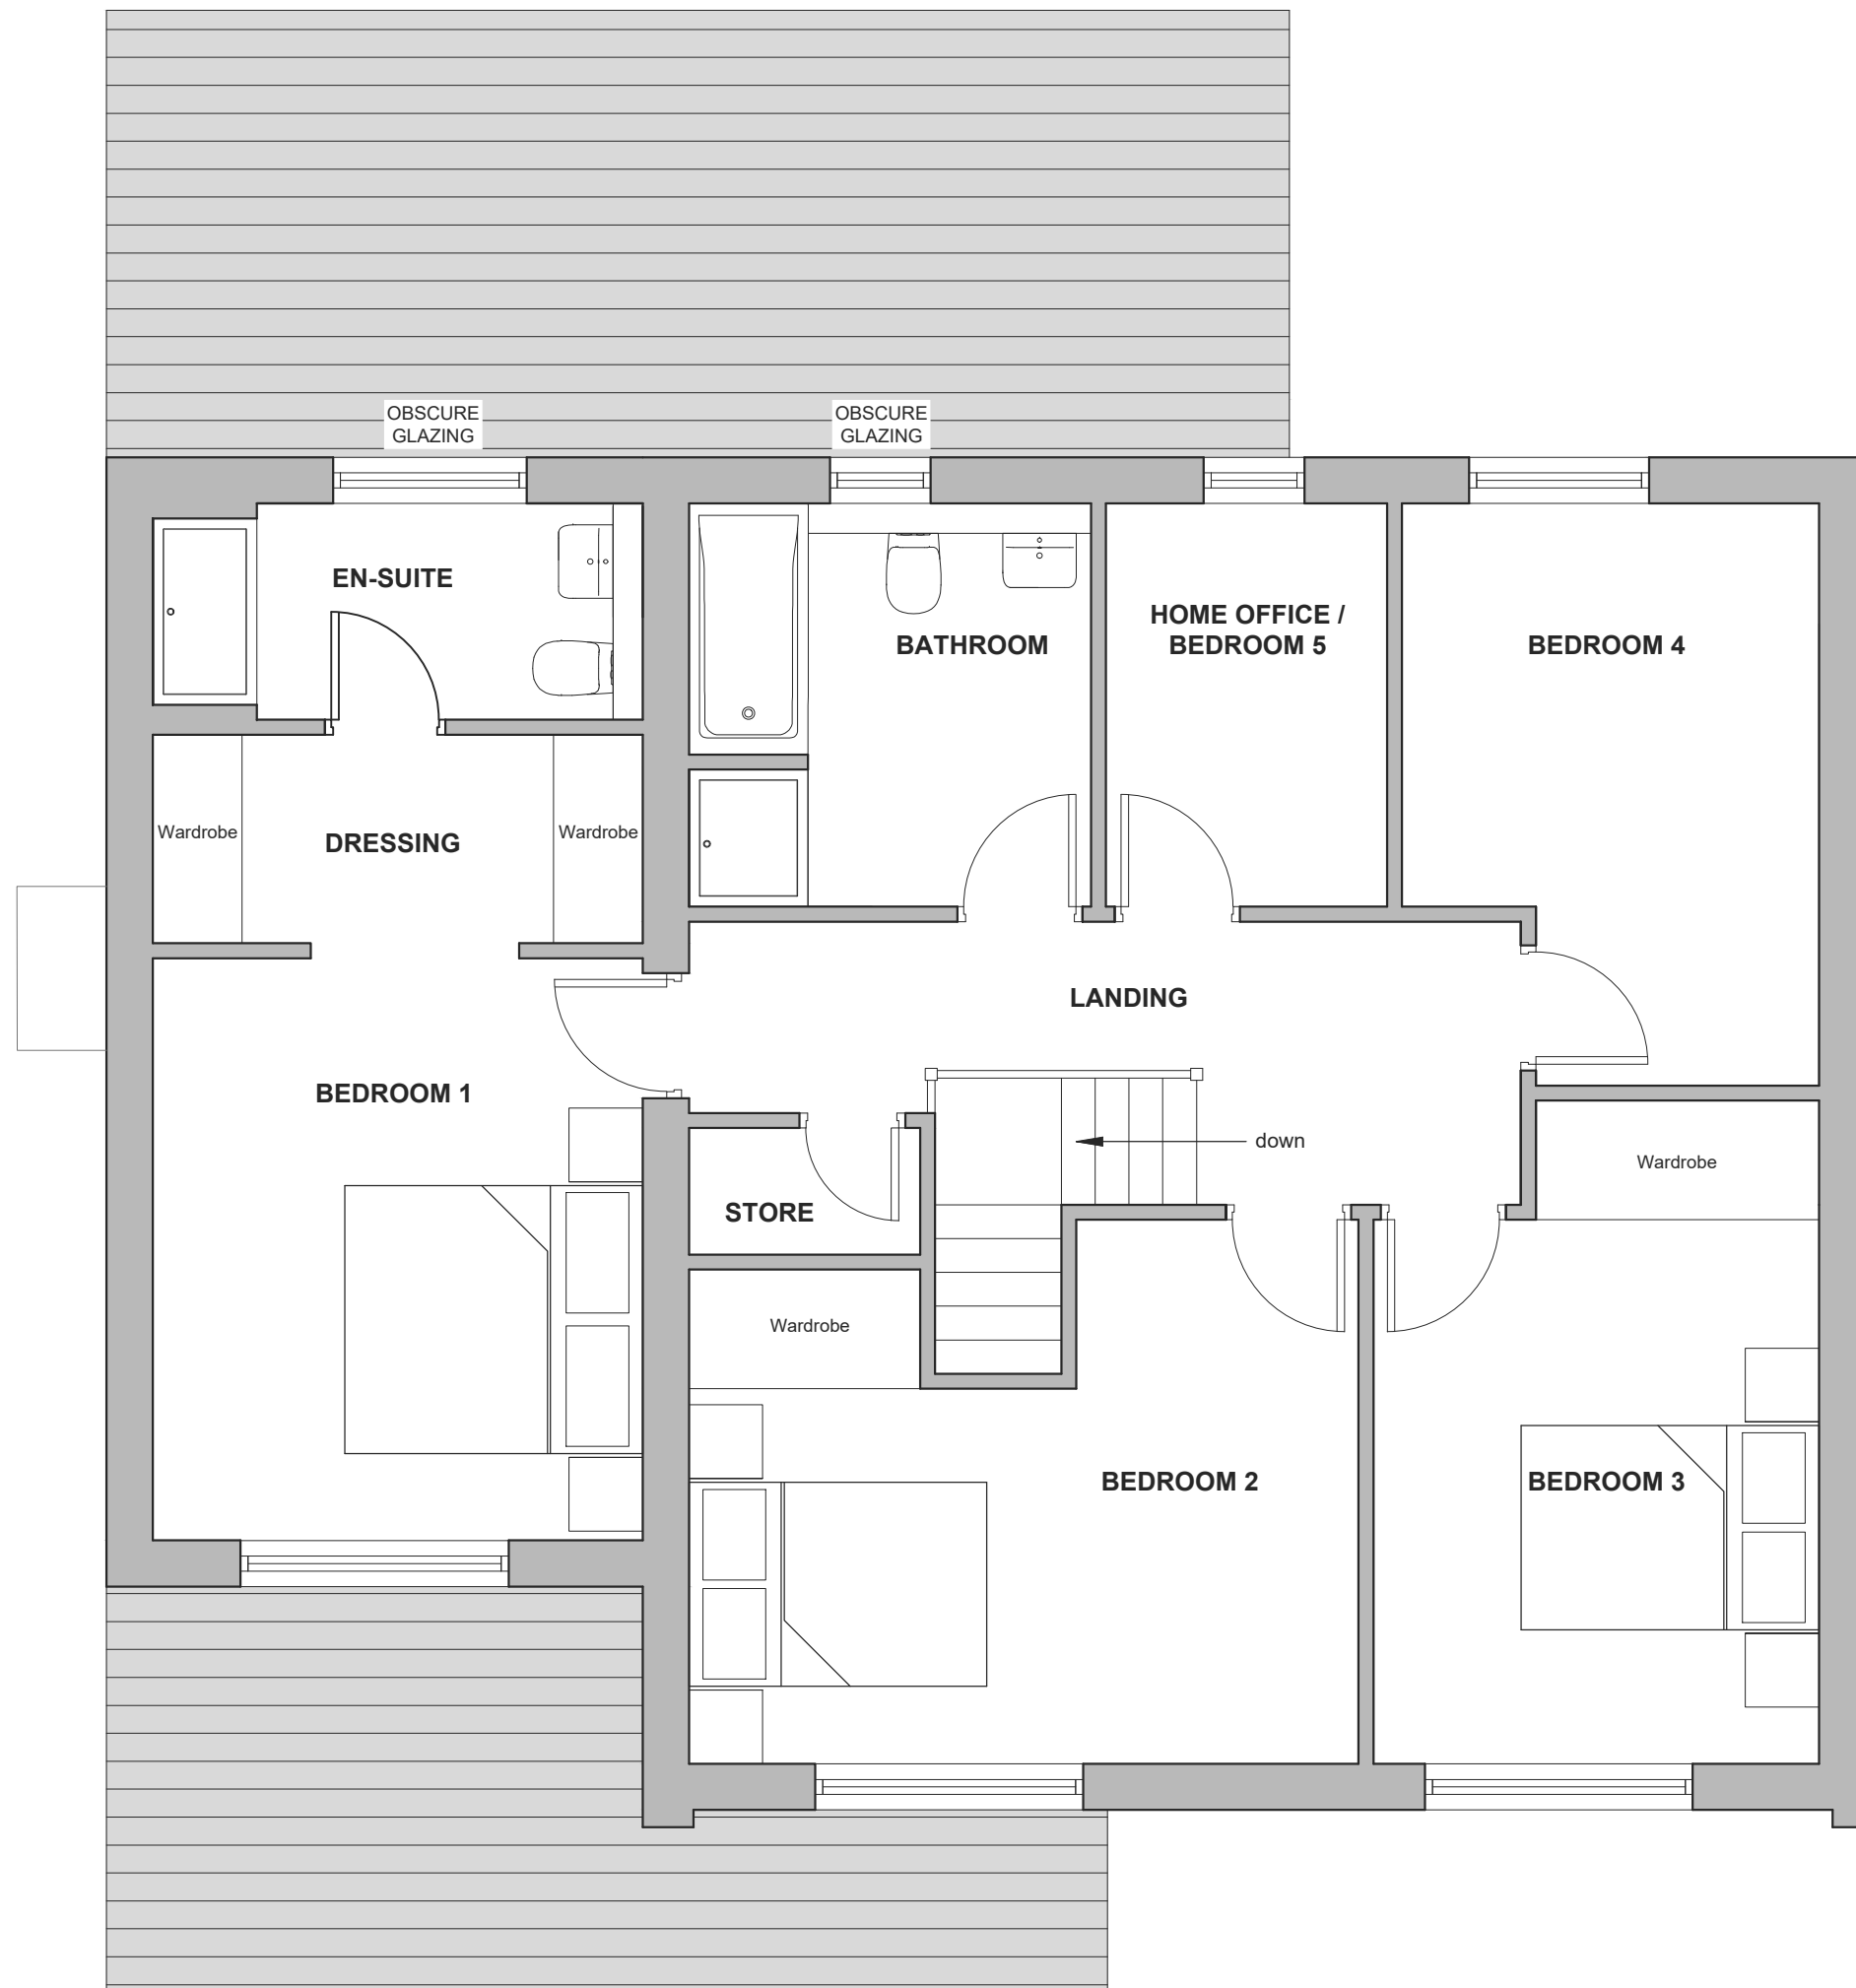 OBSCURE
GLAZING
OBSCURE
GLAZING
EN-SUITE
BATHROOM
HOME OFFICE /
BEDROOM 5
BEDROOM 4
Wardrobe
DRESSING
Wardrobe
LANDING
BEDROOM 1
down
Wardrobe
STORE
Wardrobe
BEDROOM 2
BEDROOM 3